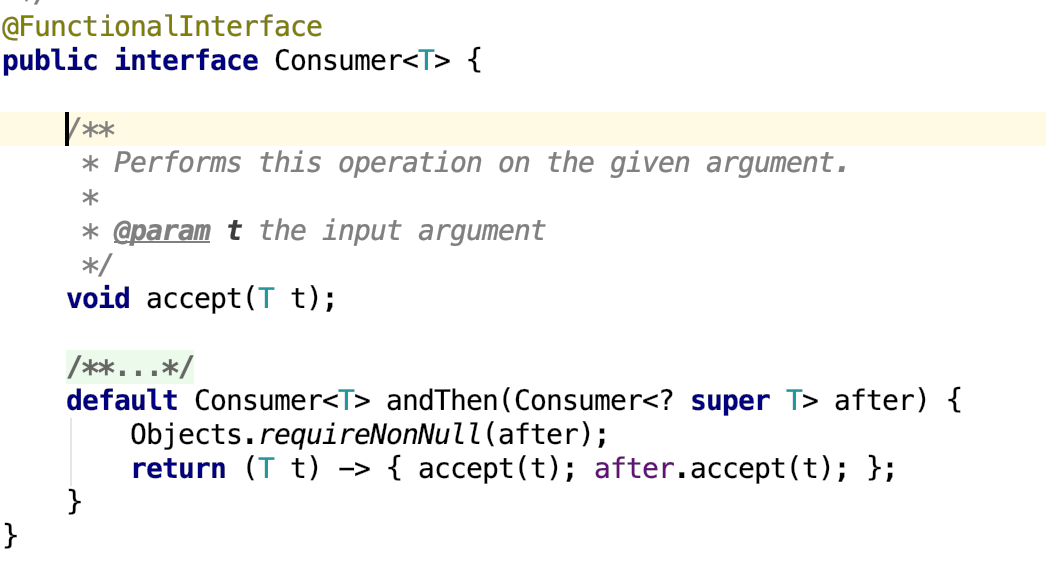 */
@FunctionalInterface
public interface Consumer<T> {
/**
* Performs this operation on the given argument.
*
* @param t the input argument
*/
void accept(T t);
/**...*/
default Consumer<T> andThen(Consumer<? super T> after) {
Objects.requireNonNull(after);
return (T t) -> { accept(t); after.accept(t); };
}
}